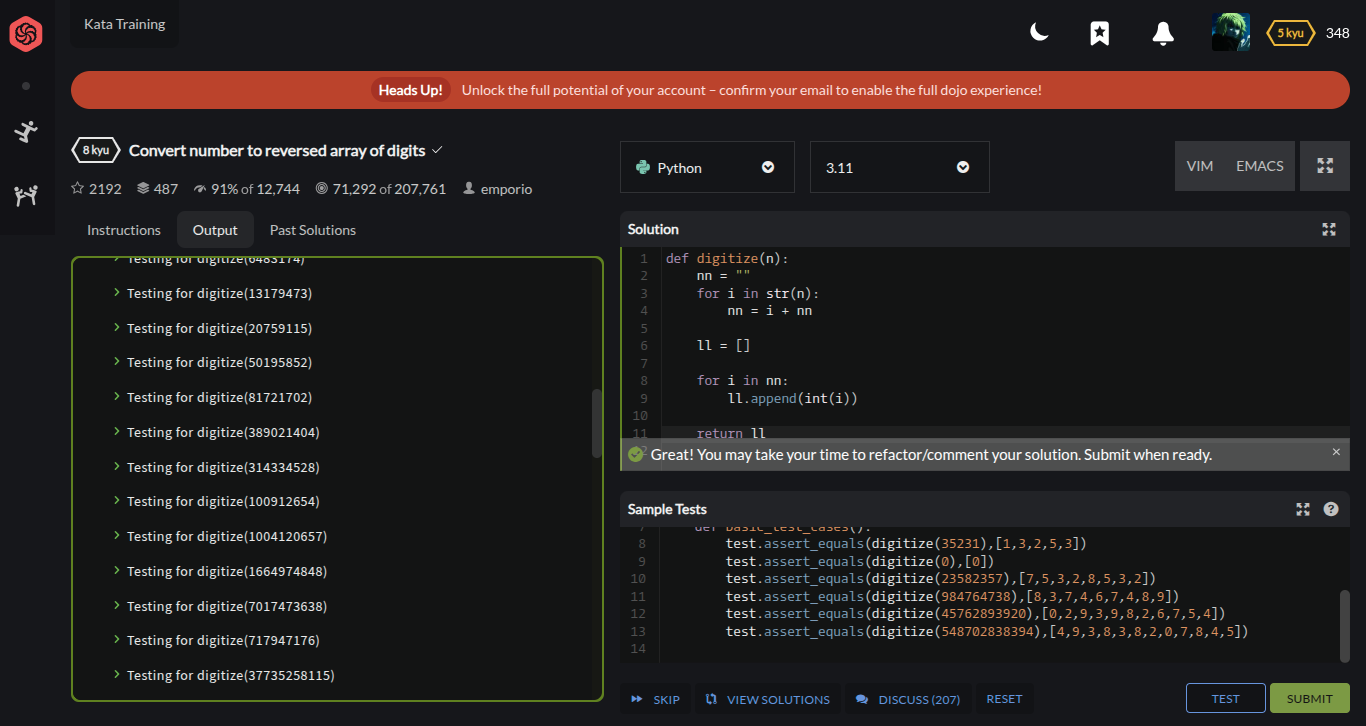 Kata Training
5 kyu 348
Heads Up! Unlock the full potential of your account – confirm your email to enable the full dojo experience!
8 kyu Convert number to reversed array of digits
2192 487 91% of 12,744 71,292 of 207,761 emporio
Instructions Output Past Solutions
Testing for digitize(6483174)
Testing for digitize(13179473)
Testing for digitize(20759115)
Testing for digitize(50195852)
Testing for digitize(81721702)
Testing for digitize(389021404)
Testing for digitize(314334528)
Testing for digitize(100912654)
Testing for digitize(1004120657)
Testing for digitize(1664974848)
Testing for digitize(7017473638)
Testing for digitize(717947176)
Testing for digitize(37735258115)
Python 3.11 VIM EMACS
Solution
1 def digitize(n):
2     nn = ""
3     for i in str(n):
4         nn = i + nn
5
6     ll = []
7
8     for i in nn:
9         ll.append(int(i))
10
11     return ll
Great! You may take your time to refactor/comment your solution. Submit when ready.
Sample Tests
7 def basic_test_cases():
8 test.assert_equals(digitize(35231),[1,3,2,5,3])
9 test.assert_equals(digitize(0),[0])
10 test.assert_equals(digitize(23582357),[7,5,3,2,8,5,3,2])
11 test.assert_equals(digitize(984764738),[8,3,7,4,6,7,4,8,9])
12 test.assert_equals(digitize(45762893920),[0,2,9,3,9,8,2,6,7,5,4])
13 test.assert_equals(digitize(548702838394),[4,9,3,8,3,8,2,0,7,8,4,5])
14
SKIP VIEW SOLUTIONS DISCUSS (207) RESET TEST SUBMIT